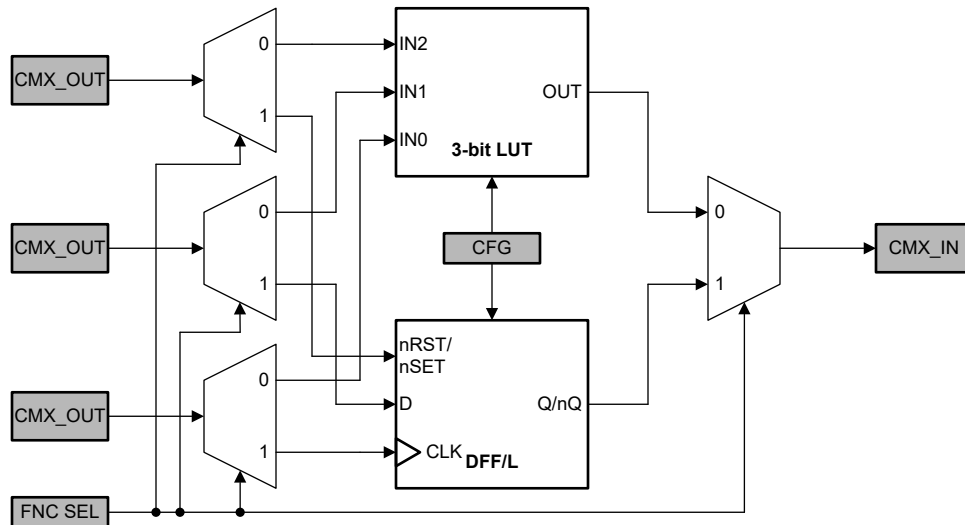 0
IN2
CMX_OUT
IN1
OUT
1
IN0
3-bit LUT
0
0
CMX_OUT
CFG
CMX_IN
1
1
nRST/
nSET
0
CMX_OUT
D
Q/nQ
1
CLK
DFF/L
FNC SEL